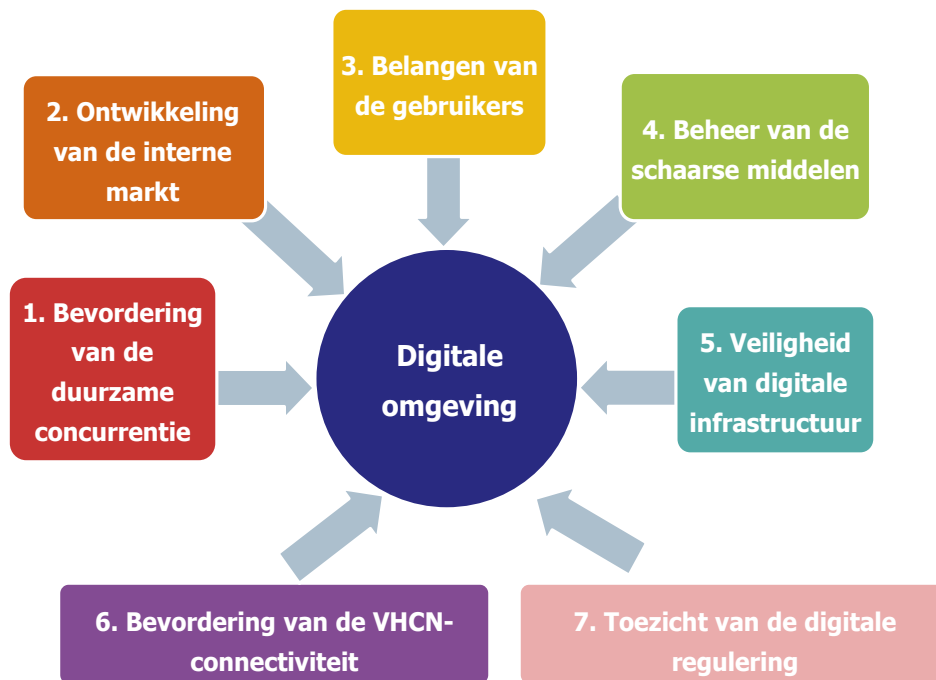 1. Bevordering
van de
duurzame
concurrentie
2. Ontwikkeling
van de interne
markt
3. Belangen van
de gebruikers
4. Beheer van de
schaarse middelen
5. Veiligheid
van digitale
infrastructuur
6. Bevordering van de VHCN-
connectiviteit
7. Toezicht van de digitale
regulering
Digitale
omgeving